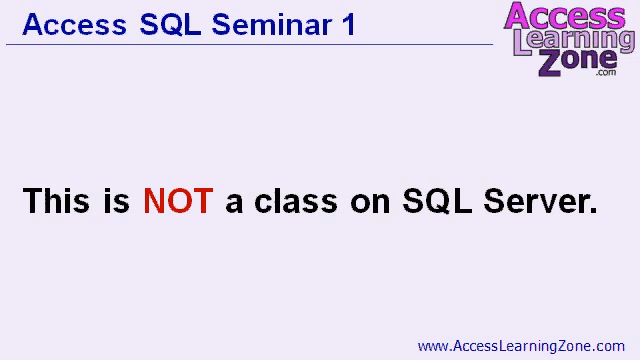 Access SQL Seminar 1
Access
Learning
Zone
.com
This is NOT a class on SQL Server.
www.AccessLearningZone.com